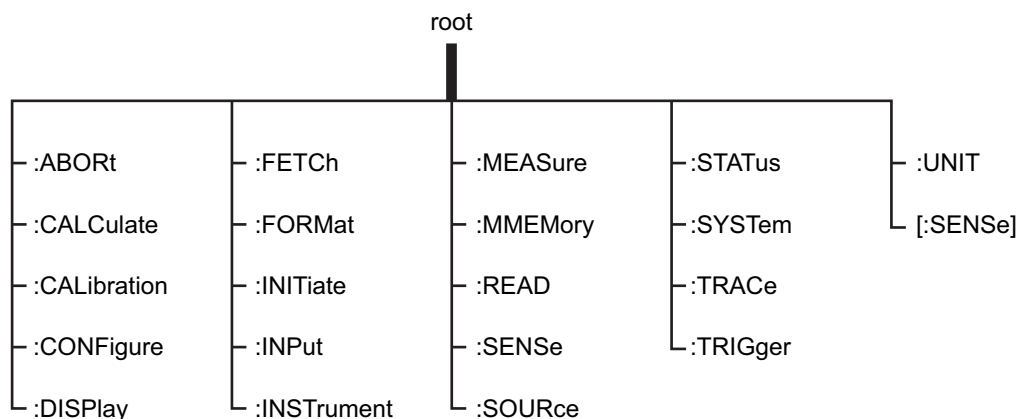 root
:ABORt
:CALCulate
:CALibration
:CONFigure
:DISPlay
:FETCh
:FORMat
:INITiate
:INPut
:INSTrument
:MEASure
:MMEMory
:READ
:SENSe
:SOURce
:STATus
:SYSTem
:TRACe
:TRIGger
:UNIT
[:SENSe]